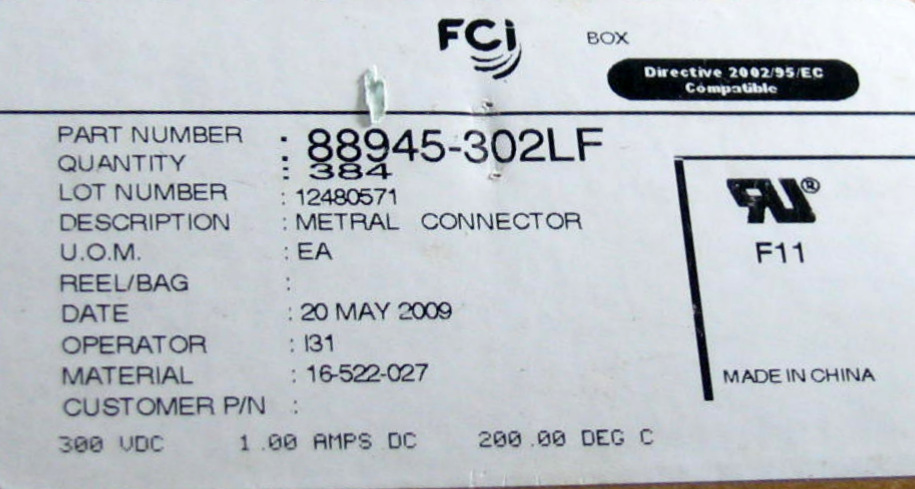 FCi
BOX
Directive 2002/95/EC
Compatible
PART NUMBER : 88945-302LF
QUANTITY : 384
LOT NUMBER : 12480571
DESCRIPTION : METRAL CONNECTOR
U.O.M. : EA
REEL/BAG :
DATE : 20 MAY 2009
OPERATOR : I31
MATERIAL : 16-522-027
CUSTOMER P/N :
RU®
F11
MADE IN CHINA
300 VDC 1.00 AMPS DC 200.00 DEG C